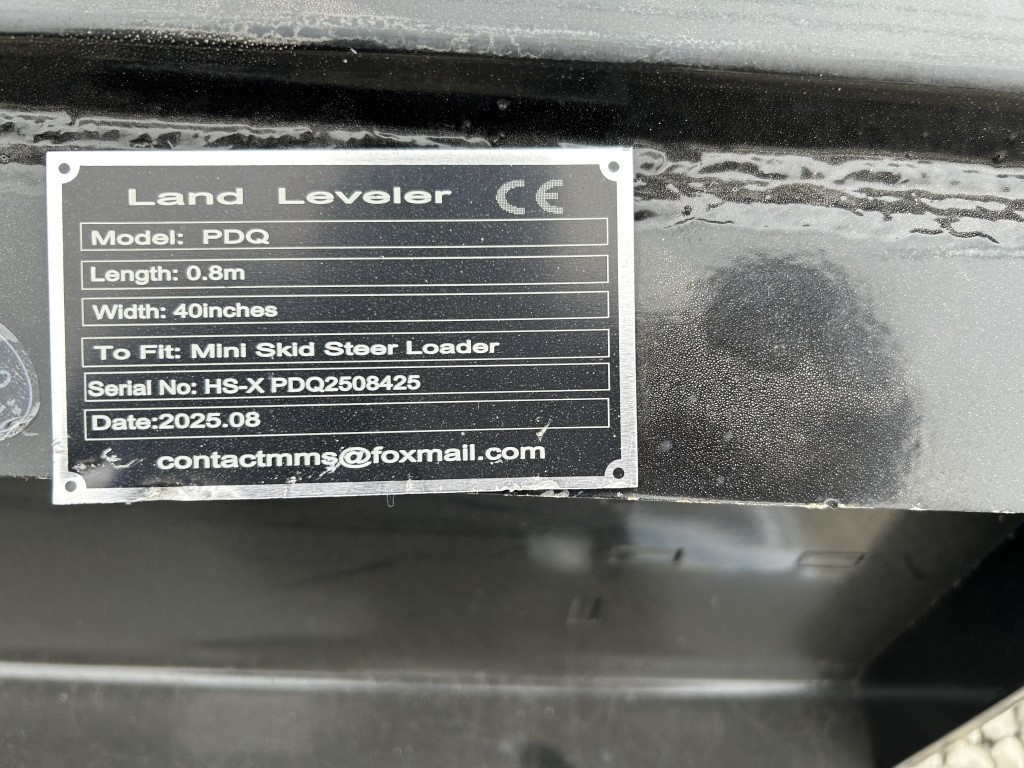 Land Leveler CE
Model: PDQ
Length: 0.8m
Width: 40inches
To Fit: Mini Skid Steer Loader
Serial No: HS-X PDQ2508425
Date:2025.08
contactmms@foxmail.com